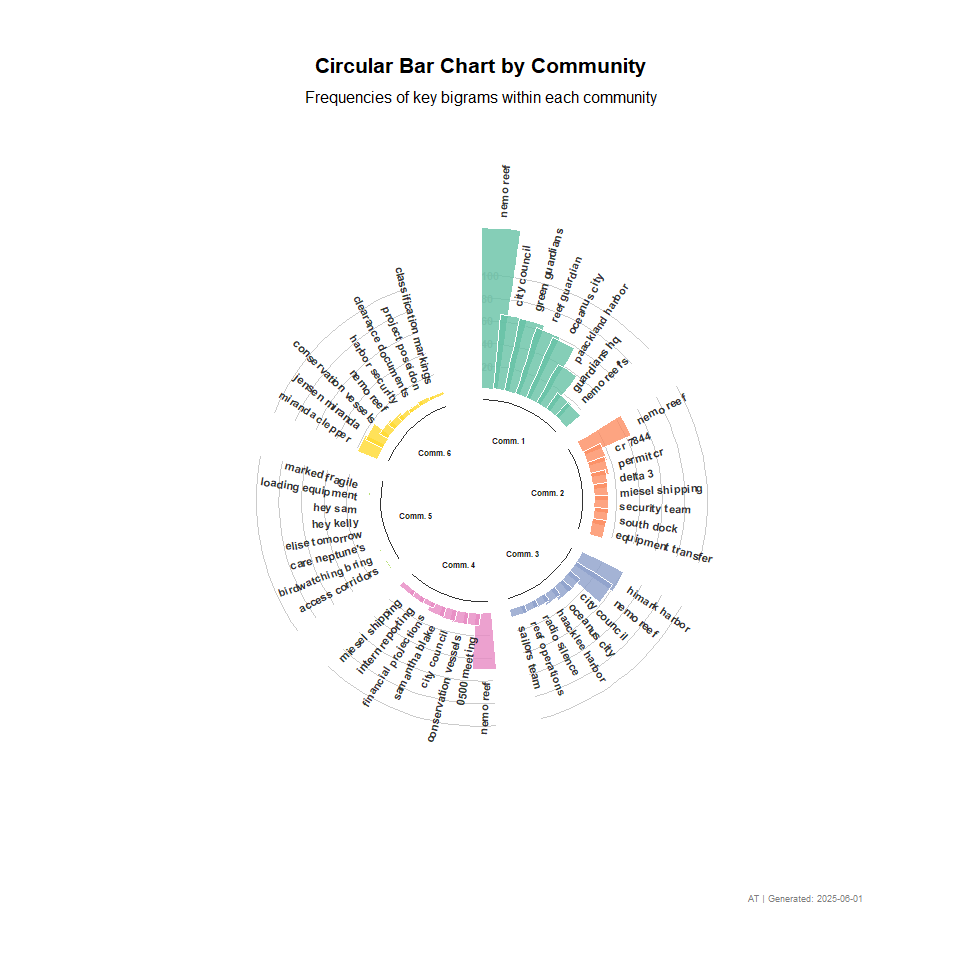 Circular Bar Chart by Community
Frequencies of key bigrams within each community
nemo reef
city council
green guardians
reef guardian
oceanus city
paackland harbor
guardians hq
nemo reefs
100
80
60
40
20
Comm. 1
nemo reef
cr 7844
permit cr
delta 3
miesel shipping
security team
south dock
equipment transfer
Comm. 2
himark harbor
nemo reef
city council
oceanus city
haacklee harbor
radio silence
reef operations
sailors team
Comm. 3
nemo reef
0500 meeting
conservation vessels
city council
samantha blake
financial projections
intern reporting
miesel shipping
Comm. 4
access corridors
birdwatching bring
care neptune's
elise tomorrow
hey kelly
hey sam
loading equipment
marked fragile
Comm. 5
miranda clepper
jensen miranda
conservation vessels
nemo reef
harbor security
clearance documents
project poseidon
classification markings
Comm. 6
AT | Generated: 2025-06-01